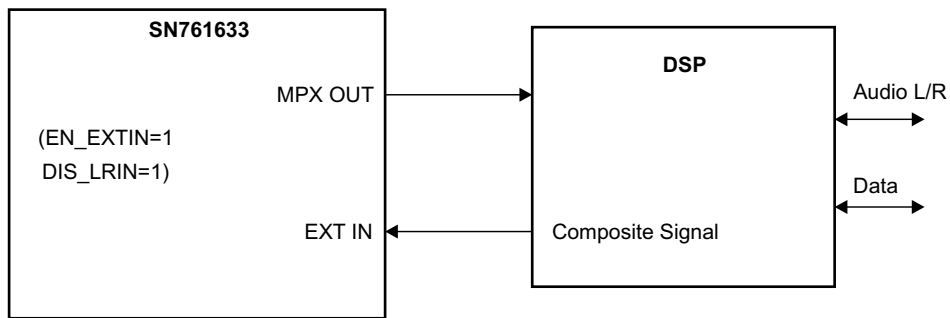 SN761633
DSP
MPX OUT
Audio L/R
(EN_EXTIN=1
DIS_LRIN=1)
Data
EXT IN
Composite Signal